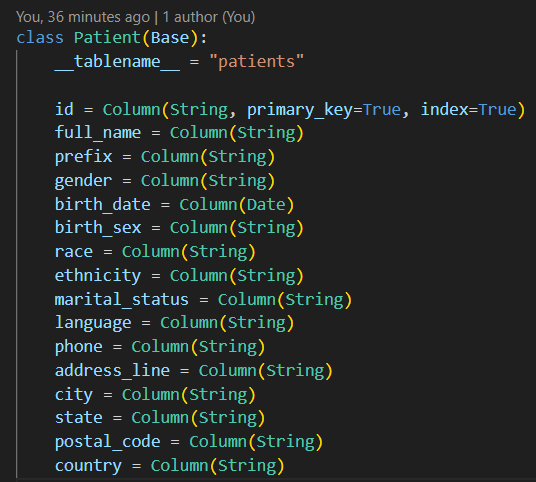 You, 36 minutes ago | 1 author (You)
class Patient(Base):
    __tablename__ = "patients"

    id = Column(String, primary_key=True, index=True)
    full_name = Column(String)
    prefix = Column(String)
    gender = Column(String)
    birth_date = Column(Date)
    birth_sex = Column(String)
    race = Column(String)
    ethnicity = Column(String)
    marital_status = Column(String)
    language = Column(String)
    phone = Column(String)
    address_line = Column(String)
    city = Column(String)
    state = Column(String)
    postal_code = Column(String)
    country = Column(String)